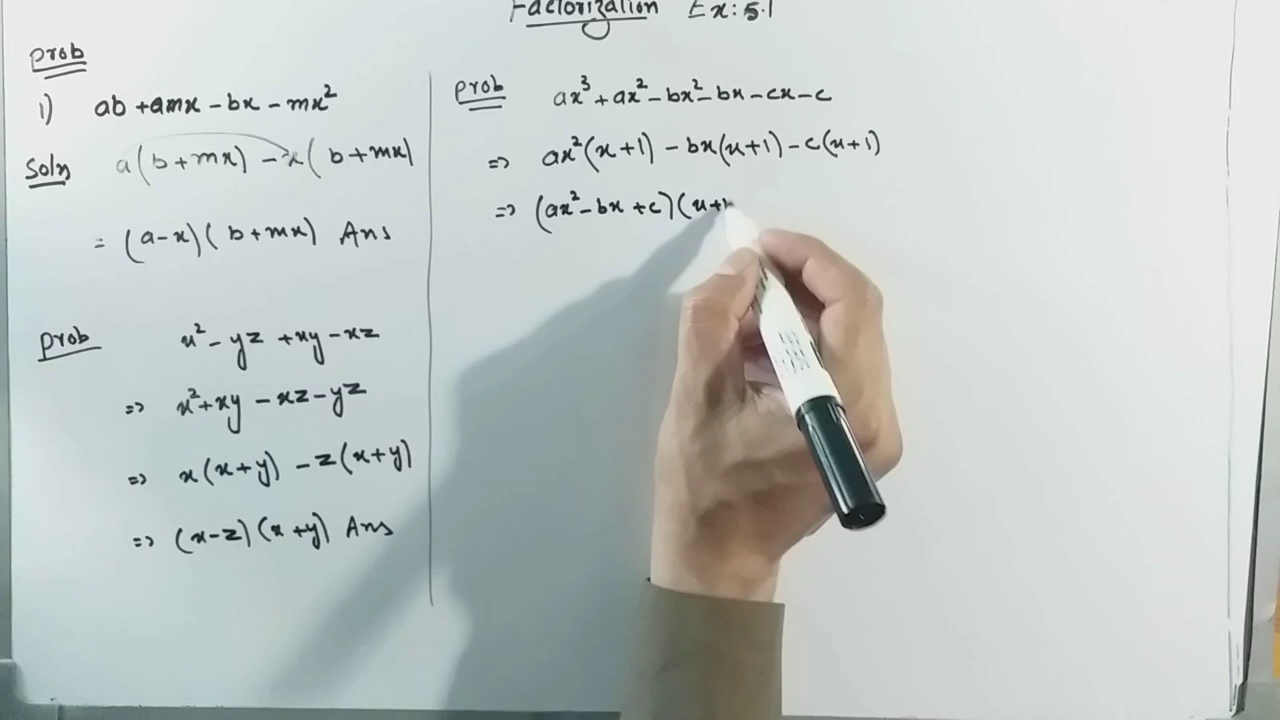 Factorization Ex: 5.1
prob
1) ab + amx - bx - mx²
Soln a(b+mx) - x(b+mx)
= (a-x)(b+mx) Ans
prob x² - yz + xy - xz
=> x² + xy - xz - yz
=> x(x+y) - z(x+y)
=> (x-z)(x+y) Ans
prob ax³ + ax² - bx² - bx - cx - c
=> ax²(x+1) - bx(x+1) - c(x+1)
=> (ax² - bx + c)(x+